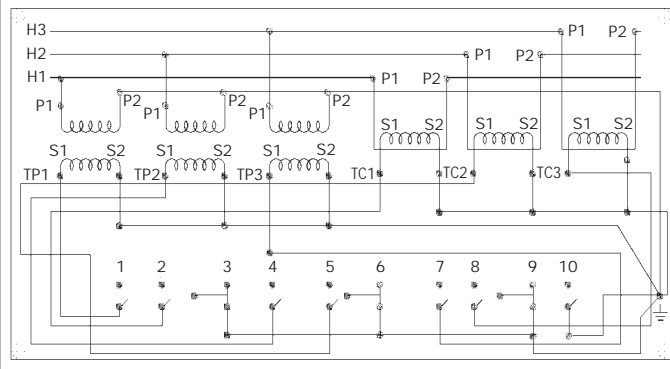 H3 P1 P2
H2 P1 P2
H1 P1 P2
P1 P2 P1 P2 P1 P2
S1 S2 S1 S2 S1 S2
S1 S2 S1 S2 S1 S2
TP1 TP2 TP3 TC1 TC2 TC3
1 2 3 4 5 6 7 8 9 10